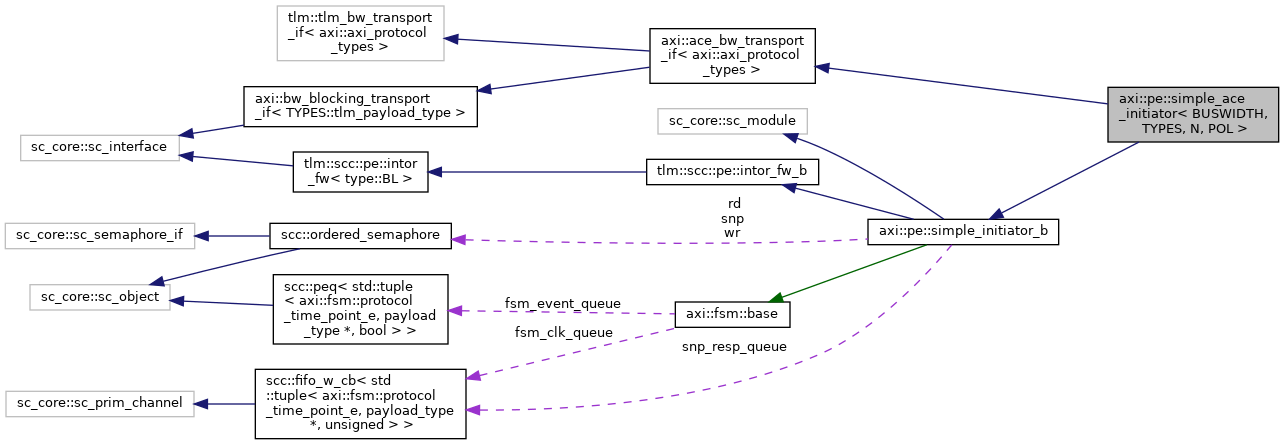 tlm::tlm_bw_transport
_if< axi::axi_protocol
_types >
axi::ace_bw_transport
_if< axi::axi_protocol
_types >
axi::bw_blocking_transport
_if< TYPES::tlm_payload_type >
axi::pe::simple_ace
_initiator< BUSWIDTH,
TYPES, N, POL >
sc_core::sc_module
sc_core::sc_interface
tlm::scc::pe::intor
_fw< type::BL >
tlm::scc::pe::intor_fw_b
rd
snp
wr
axi::pe::simple_initiator_b
sc_core::sc_semaphore_if
scc::ordered_semaphore
sc_core::sc_object
scc::peq< std::tuple
< axi::fsm::protocol
_time_point_e, payload
_type *, bool > >
fsm_event_queue
axi::fsm::base
fsm_clk_queue
snp_resp_queue
sc_core::sc_prim_channel
scc::fifo_w_cb< std
::tuple< axi::fsm::protocol
_time_point_e, payload_type
*, unsigned > >